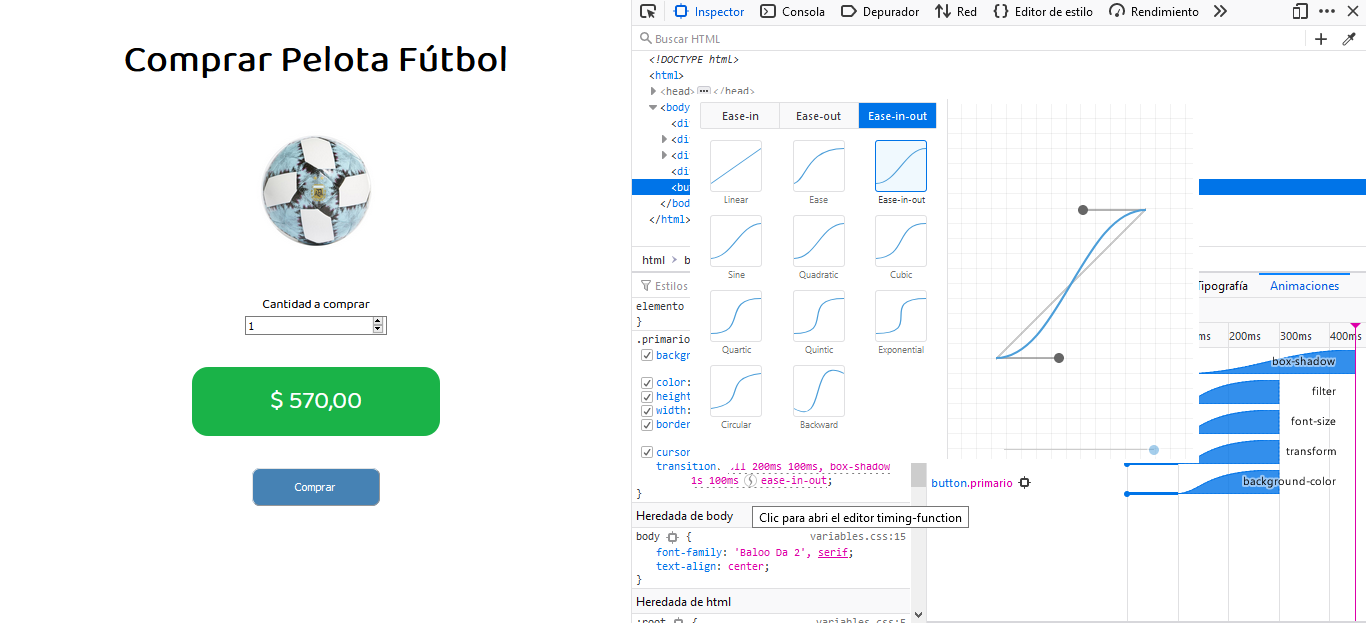 Comprar Pelota Fútbol
Cantidad a comprar
1
$ 570,00
Comprar
Inspector
Consola
Depurador
Red
Editor de estilo
Rendimiento
Buscar HTML
<!DOCTYPE html>
<html>
<head> ••• </head>
<body
<di
<di
<di
<di
<bu
</bod
</html>
html > b
Ease-in
Ease-out
Ease-in-out
Linear
Ease
Ease-in-out
Sine
Quadratic
Cubic
Quartic
Quintic
Exponential
Circular
Backward
Estilos
elemento
}
.primario
backgr
color:
height
width:
border
cursor
transition: all 200ms 100ms, box-shadow
1s 100ms ease-in-out;
}
Heredada de body
Clic para abri el editor timing-function
body { variables.css:15
font-family: 'Baloo Da 2', serif;
text-align: center;
}
Heredada de html
:root { variables.css:5
Tipografía
Animaciones
ms
200ms
300ms
400ms
box-shadow
filter
font-size
transform
button.primario
background-color